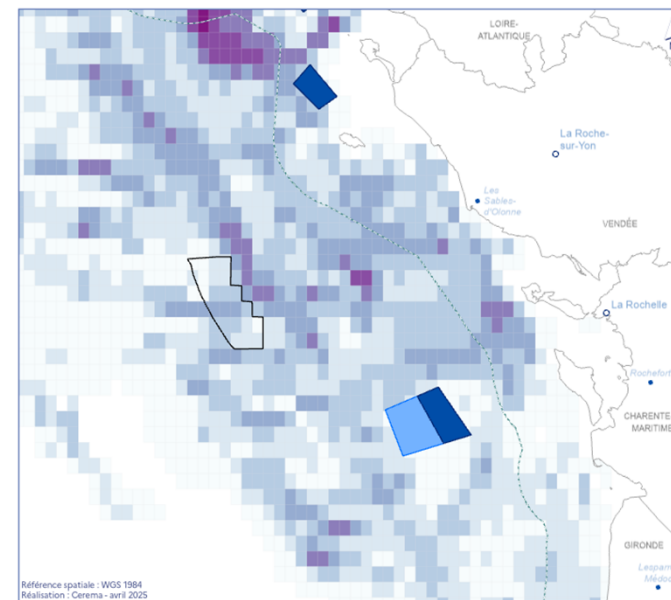 LOIRE-
ATLANTIQUE
La Roche-
sur-Yon
Les
Sables-
d'Olonne
VENDÉE
La Rochelle
Rochefort
CHARENTE
MARITIME
GIRONDE
Référence spatiale : WGS 1984
Réalisation : Cerema - avril 2025